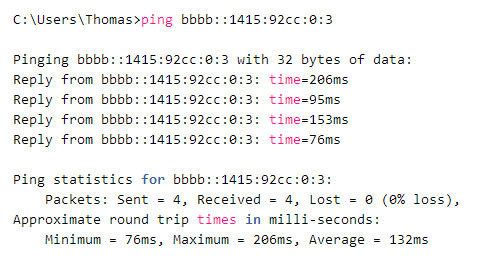 C:\Users\Thomas>ping bbbb::1415:92cc:0:3
Pinging bbbb::1415:92cc:0:3 with 32 bytes of data:
Reply from bbbb::1415:92cc:0:3: time=206ms
Reply from bbbb::1415:92cc:0:3: time=95ms
Reply from bbbb::1415:92cc:0:3: time=153ms
Reply from bbbb::1415:92cc:0:3: time=76ms
Ping statistics for bbbb::1415:92cc:0:3:
    Packets: Sent = 4, Received = 4, Lost = 0 (0% loss),
Approximate round trip times in milli-seconds:
    Minimum = 76ms, Maximum = 206ms, Average = 132ms